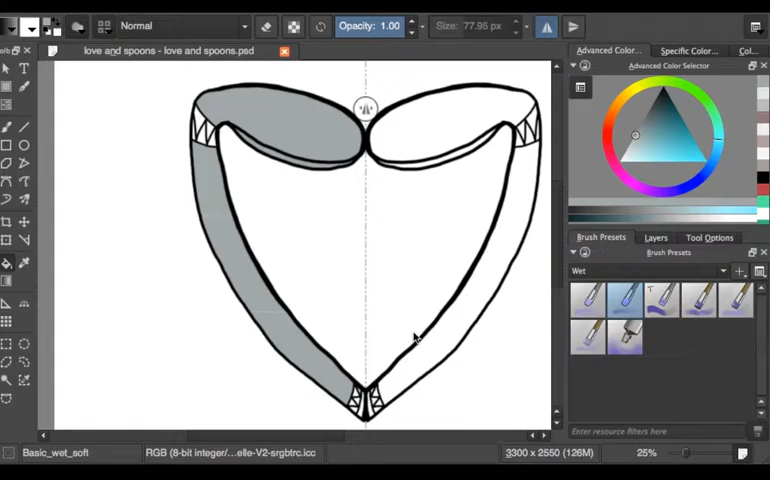 Normal
Opacity: 1.00
Size: 77.95 px
love and spoons - love and spoons.psd
Advanced Color...
Specific Color...
Col...
Advanced Color Selector
Brush Presets
Layers
Tool Options
Brush Presets
Wet
Enter resource filters here...
Basic_wet_soft
RGB (8-bit integer/...elle-V2-srgbtrc.icc
3300 x 2550 (126M)
25%